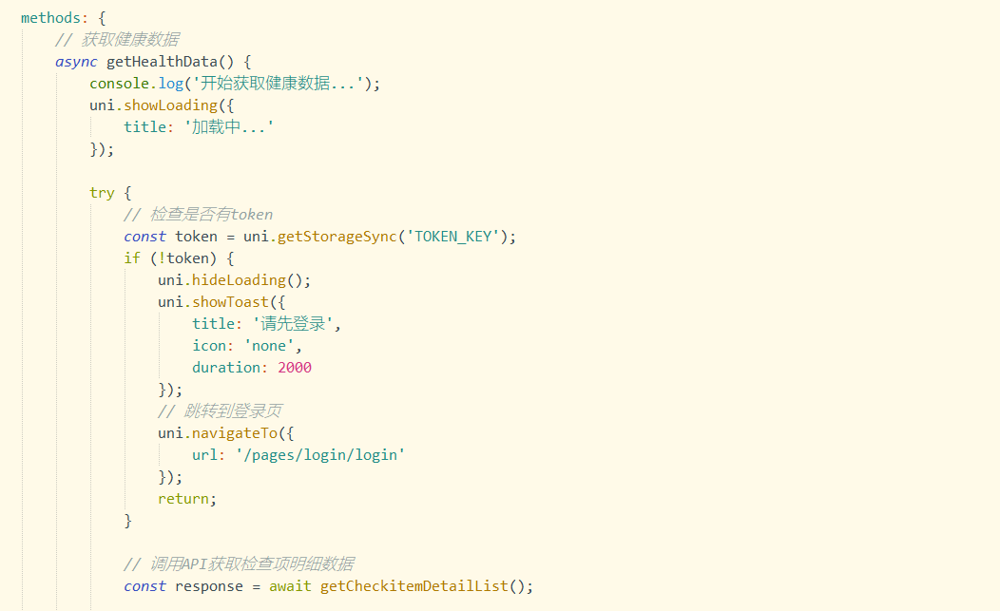 methods: {
// 获取健康数据
async getHealthData() {
console.log('开始获取健康数据...');
uni.showLoading({
title: '加载中...'
});
try {
// 检查是否有token
const token = uni.getStorageSync('TOKEN_KEY');
if (!token) {
uni.hideLoading();
uni.showToast({
title: '请先登录',
icon: 'none',
duration: 2000
});
// 跳转到登录页
uni.navigateTo({
url: '/pages/login/login'
});
return;
}
// 调用API获取检查项明细数据
const response = await getCheckitemDetailList();